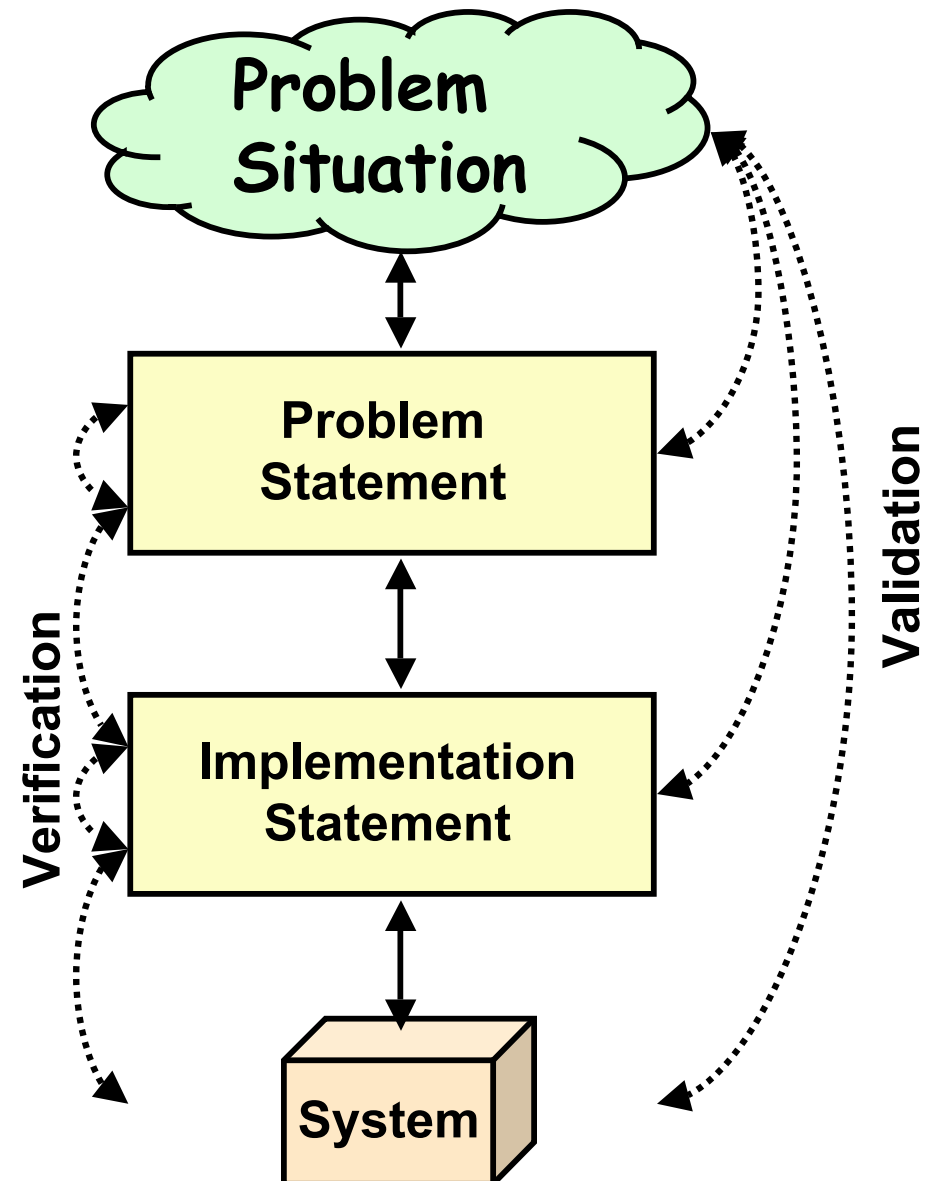 Problem
Situation
Problem
Statement
Validation
Verification
Implementation
Statement
System